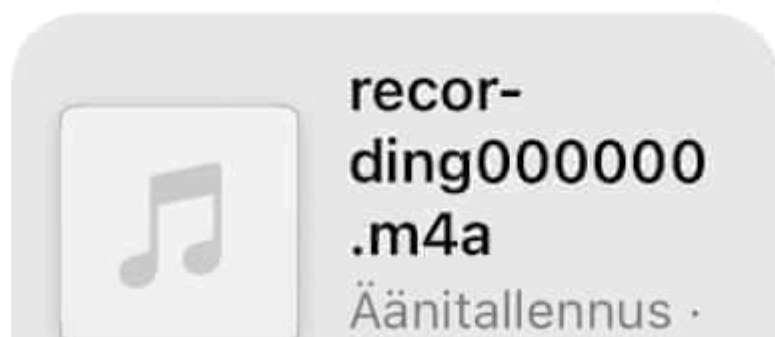 recor-
ding000000
.m4a
Äänitallennus ·